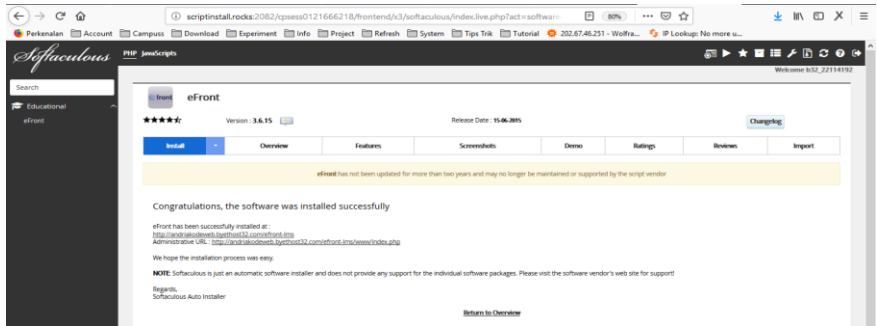 scriptinstall.rocks:2082/cpsess0121666218/frontend/x3/softaculous/index.live.php?act=software
80%
Perkenalan Account Campuss Download Experiment Info Project Refresh System Tips Trik Tutorial 202.67.46.251 - Wolfra... IP Lookup: No more u...
Softaculous PHP JavaScripts
Welcome b32_22114192
Search
Educational
eFront
eFront
Version : 3.6.15
Release Date : 15-06-2015
Changelog
Install Overview Features Screenshots Demo Ratings Reviews Import
eFront has not been updated for more than two years and may no longer be maintained or supported by the script vendor
Congratulations, the software was installed successfully
eFront has been successfully installed at :
http://andriakodeweb.byethost32.com/efront-lms
Administrative URL : http://andriakodeweb.byethost32.com/efront-lms/www/index.php
We hope the installation process was easy.
NOTE: Softaculous is just an automatic software installer and does not provide any support for the individual software packages. Please visit the software vendor's web site for support!
Regards,
Softaculous Auto Installer
Return to Overview